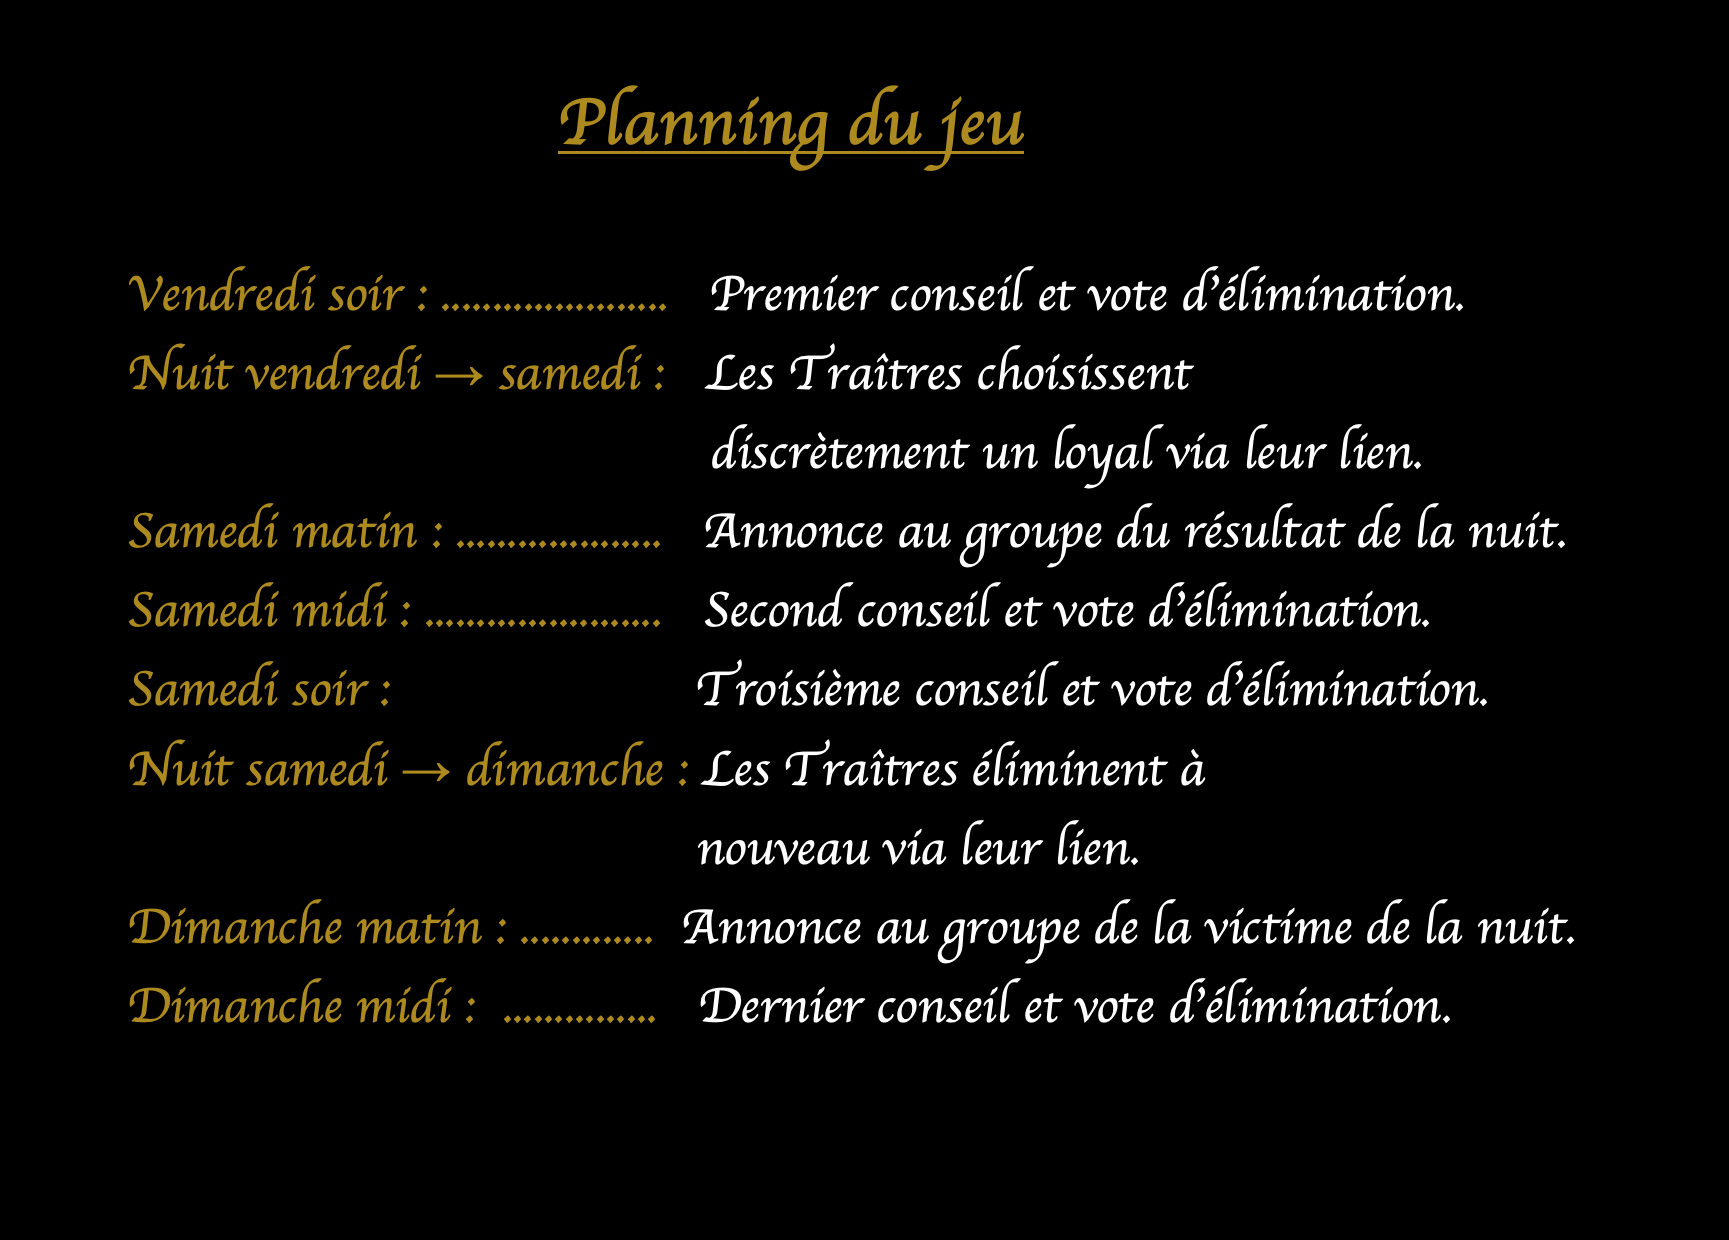 Planning du jeu
Vendredi soir : ...................... Premier conseil et vote d'élimination.
Nuit vendredi → samedi : Les Traîtres choisissent
discrètement un loyal via leur lien.
Samedi matin : .................... Annonce au groupe du résultat de la nuit.
Samedi midi : ....................... Second conseil et vote d'élimination.
Samedi soir : Troisième conseil et vote d'élimination.
Nuit samedi → dimanche : Les Traîtres éliminent à
nouveau via leur lien.
Dimanche matin : ............. Annonce au groupe de la victime de la nuit.
Dimanche midi : ............... Dernier conseil et vote d'élimination.